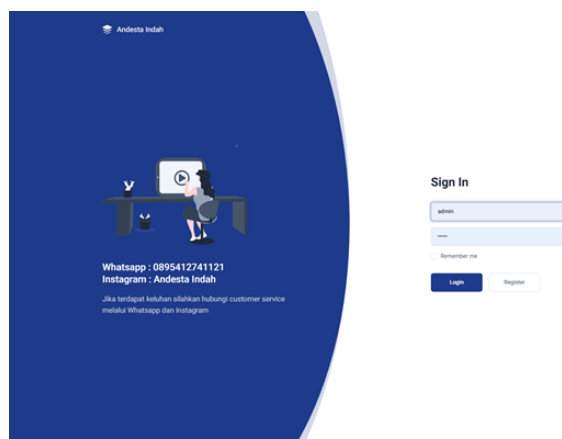 Andesta Indah
Whatsapp : 0895412741121
Instagram : Andesta Indah
Jika terdapat keluhan silahkan hubungi customer service
melalui Whatsapp dan Instagram
Sign In
admin
•••••
Remember me
Login Register